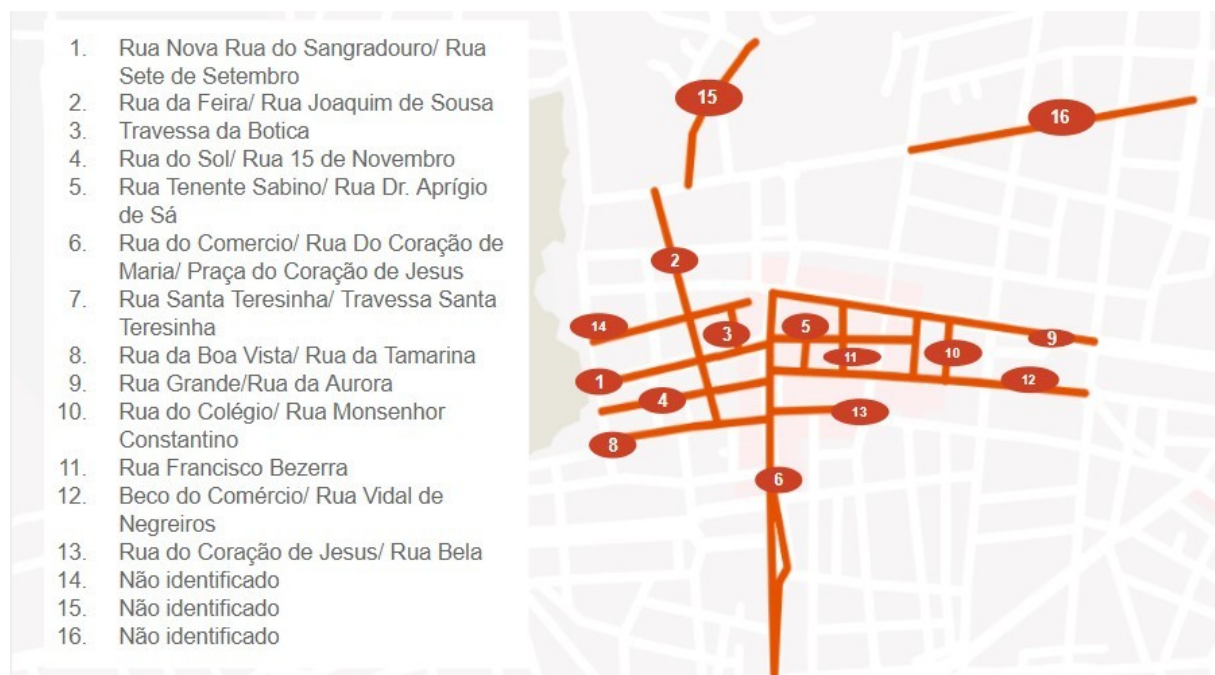 1. Rua Nova Rua do Sangradouro/ Rua
Sete de Setembro
2. Rua da Feira/ Rua Joaquim de Sousa
3. Travessa da Botica
4. Rua do Sol/ Rua 15 de Novembro
5. Rua Tenente Sabino/ Rua Dr. Aprígio
de Sá
6. Rua do Comercio/ Rua Do Coração de
Maria/ Praça do Coração de Jesus
7. Rua Santa Teresinha/ Travessa Santa
Teresinha
8. Rua da Boa Vista/ Rua da Tamarina
9. Rua Grande/Rua da Aurora
10. Rua do Colégio/ Rua Monsenhor
Constantino
11. Rua Francisco Bezerra
12. Beco do Comércio/ Rua Vidal de
Negreiros
13. Rua do Coração de Jesus/ Rua Bela
14. Não identificado
15. Não identificado
16. Não identificado
15
16
2
14
3
5
9
11
10
1
12
4
13
8
6